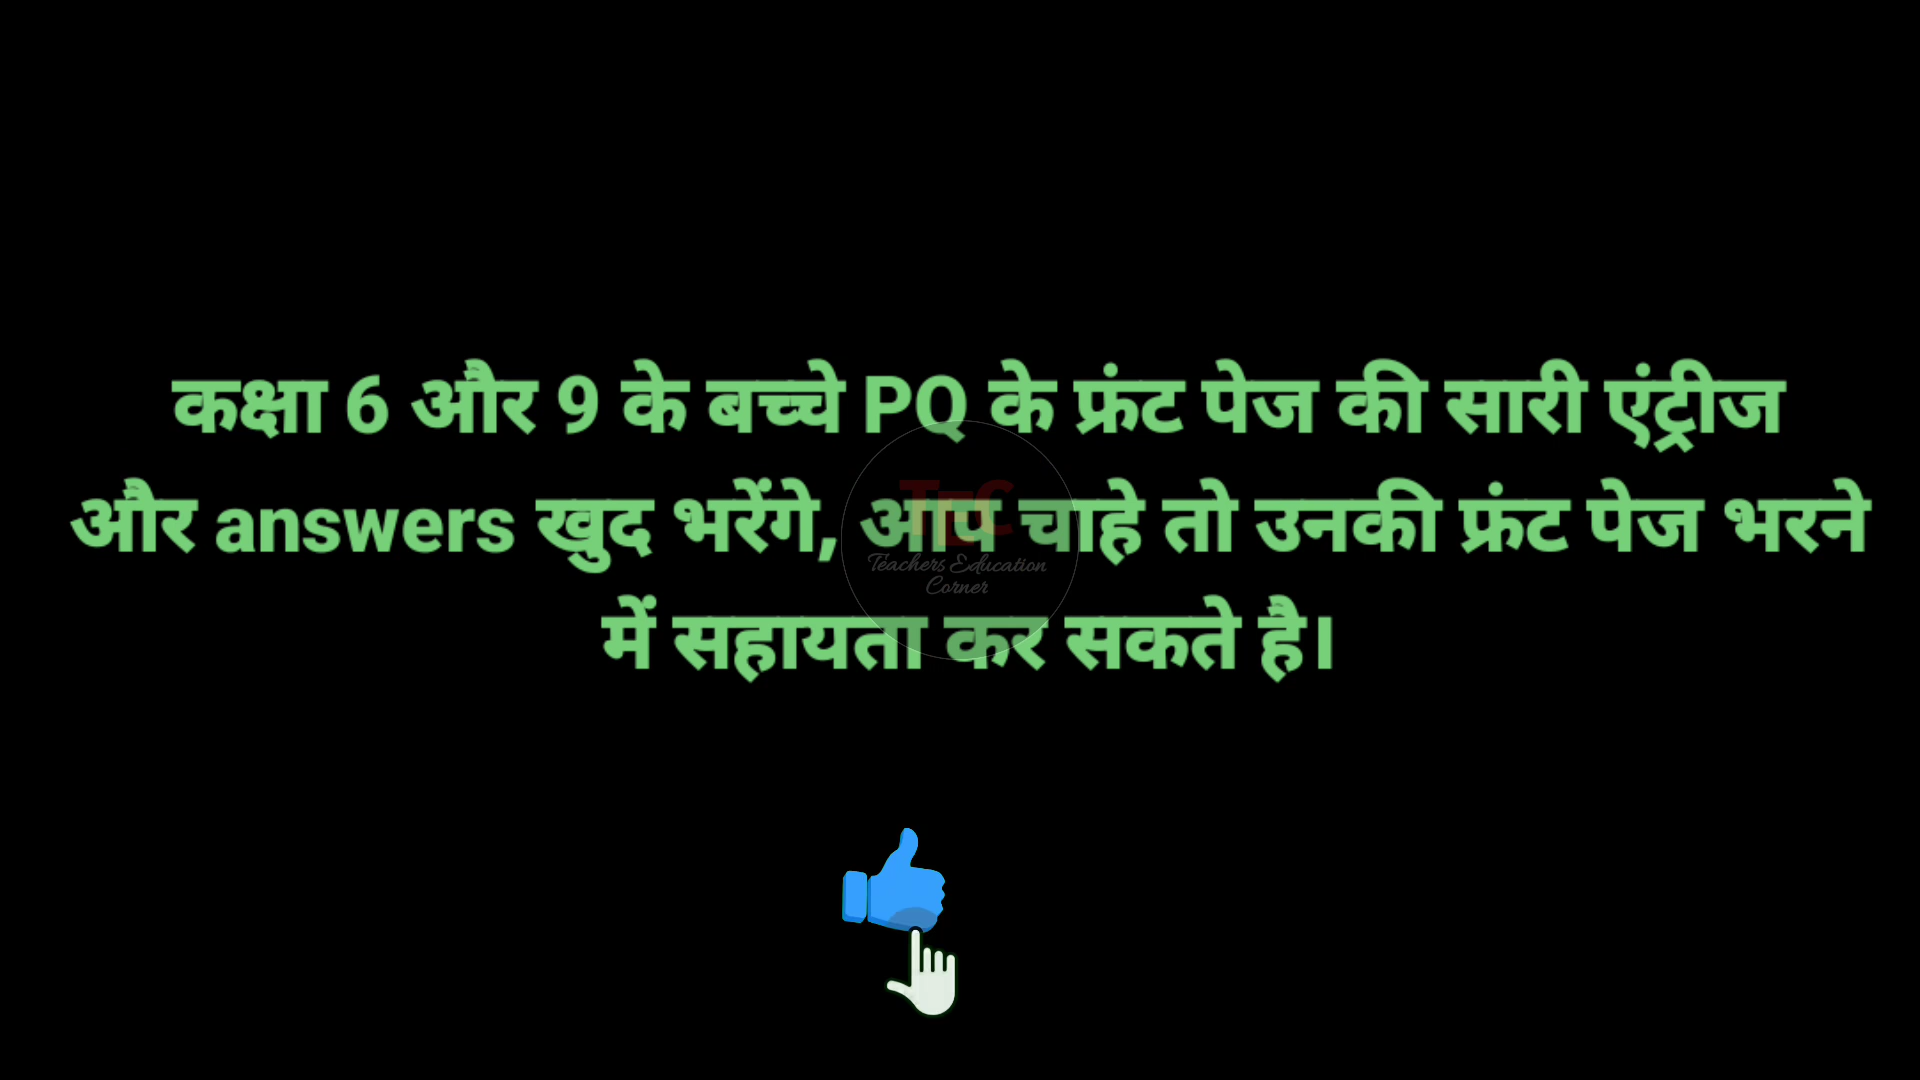 कक्षा 6 और 9 के बच्चे PQ के फ्रंट पेज की सारी एंट्रीज
और answers खुद भरेंगे, आप चाहे तो उनकी फ्रंट पेज भरने
में सहायता कर सकते है।
TEC
Teachers Education
Corner